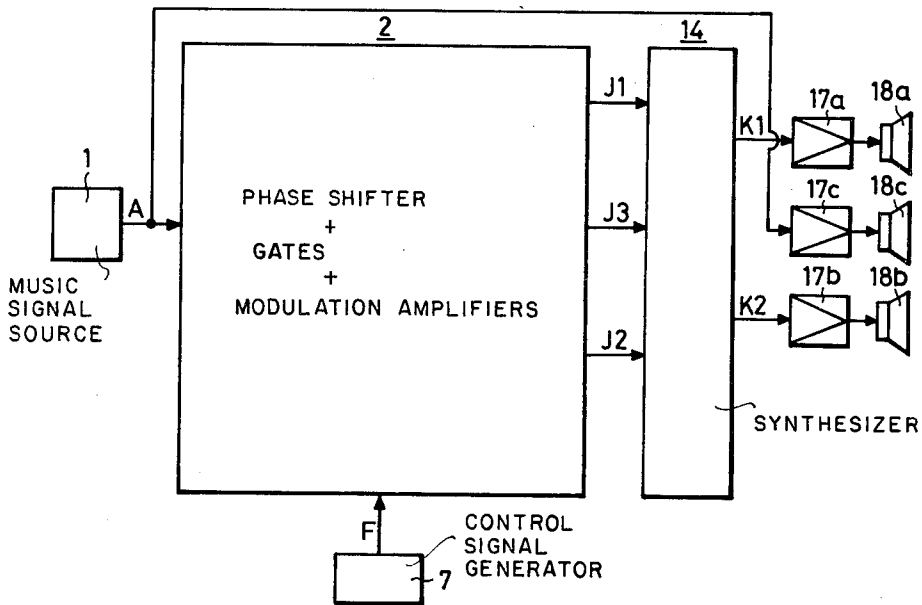 2
14
J1
17a
18a
K1
1
A
PHASE SHIFTER
+
GATES
+
MODULATION AMPLIFIERS
J3
17c
18c
MUSIC
SIGNAL
SOURCE
17b
18b
K2
J2
SYNTHESIZER
F
CONTROL
SIGNAL
GENERATOR
7